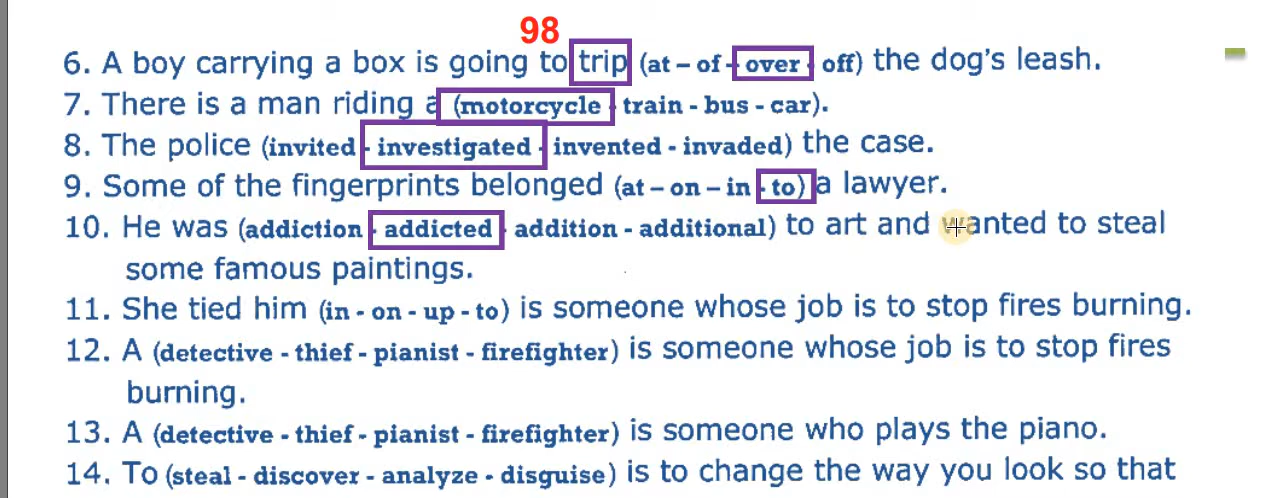 98
6. A boy carrying a box is going to trip (at – of - over - off) the dog's leash.
7. There is a man riding a (motorcycle - train - bus - car).
8. The police (invited - investigated - invented - invaded) the case.
9. Some of the fingerprints belonged (at – on – in - to) a lawyer.
10. He was (addiction - addicted - addition - additional) to art and wanted to steal
some famous paintings.
11. She tied him (in - on - up - to) is someone whose job is to stop fires burning.
12. A (detective - thief - pianist - firefighter) is someone whose job is to stop fires
burning.
13. A (detective - thief - pianist - firefighter) is someone who plays the piano.
14. To (steal - discover - analyze - disguise) is to change the way you look so that